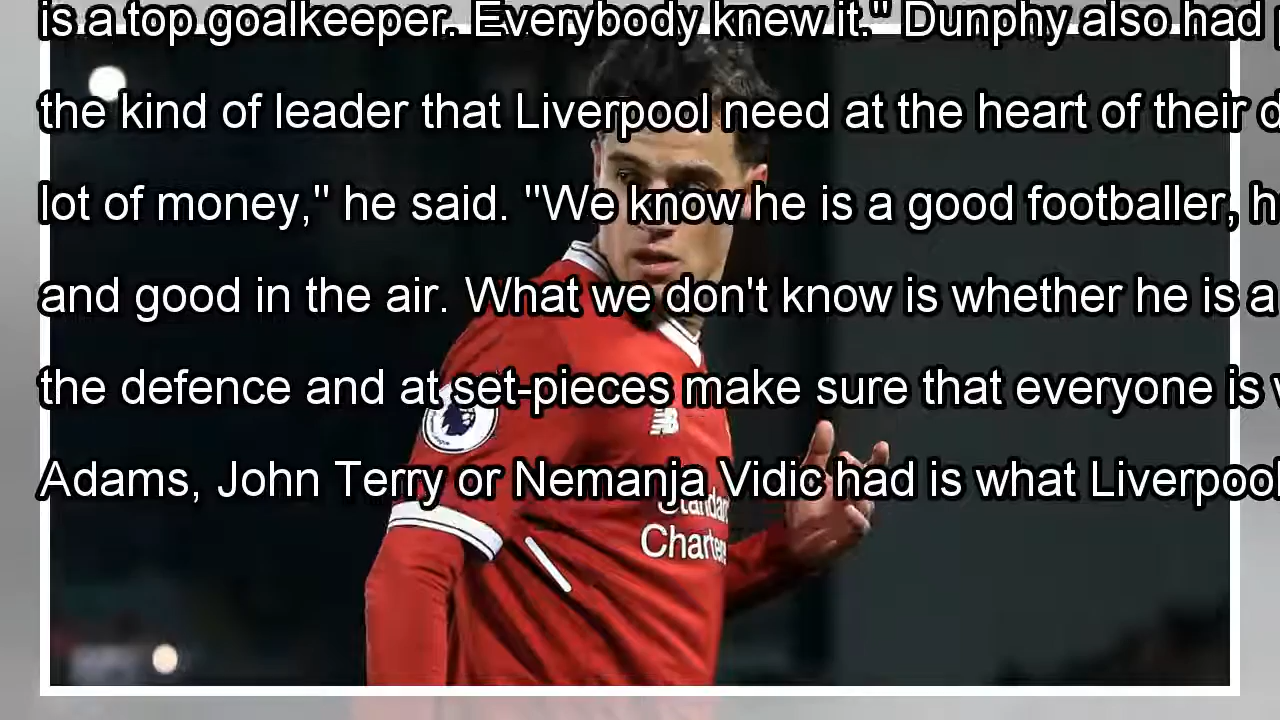 is a top goalkeeper. Everybody knew it." Dunphy also had
the kind of leader that Liverpool need at the heart of their
lot of money," he said. "We know he is a good footballer,
and good in the air. What we don't know is whether he is a
the defence and at set-pieces make sure that everyone is
Adams, John Terry or Nemanja Vidic had is what Liverpool
NB
Standard
Charte